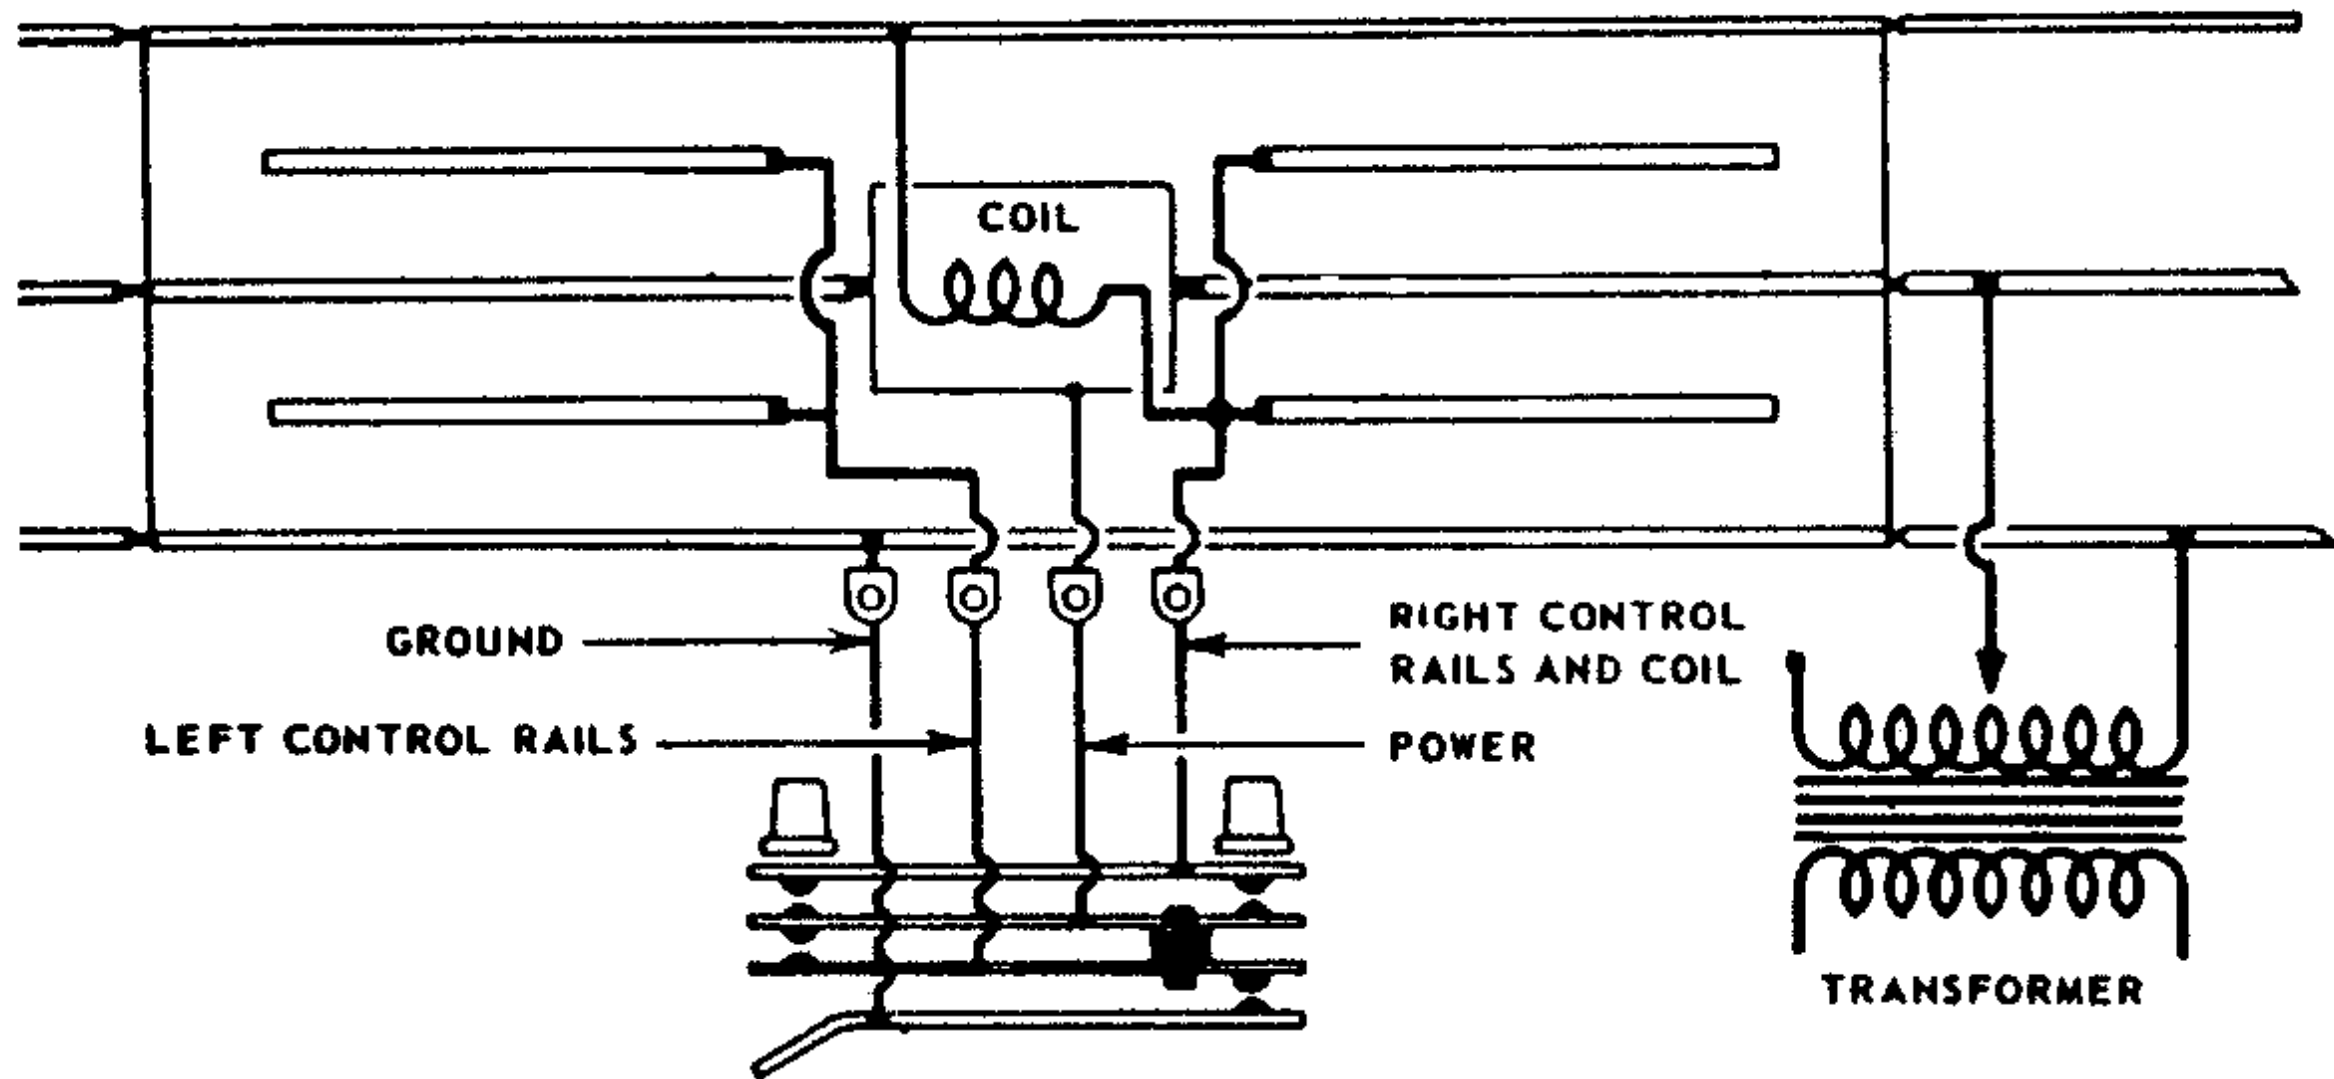 COIL
GROUND
RIGHT CONTROL
RAILS AND COIL
LEFT CONTROL RAILS
POWER
TRANSFORMER